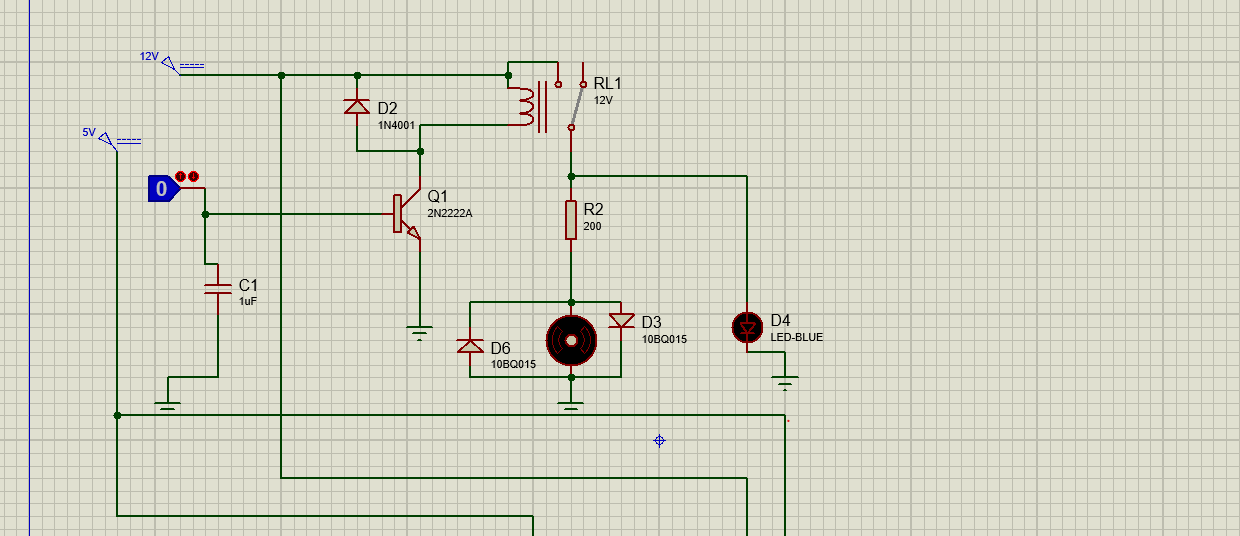 12V
RL1
12V
D2
1N4001
5V
0
Q1
2N2222A
R2
200
C1
1uF
D4
LED-BLUE
D3
10BQ015
D6
10BQ015